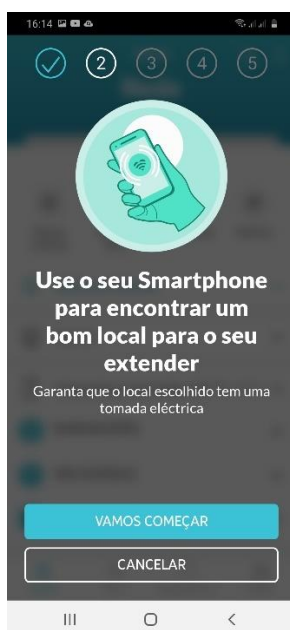 16:14
2 3 4 5
Use o seu Smartphone
para encontrar um
bom local para o seu
extender
Garanta que o local escolhido tem uma
tomada eléctrica
VAMOS COMEÇAR
CANCELAR